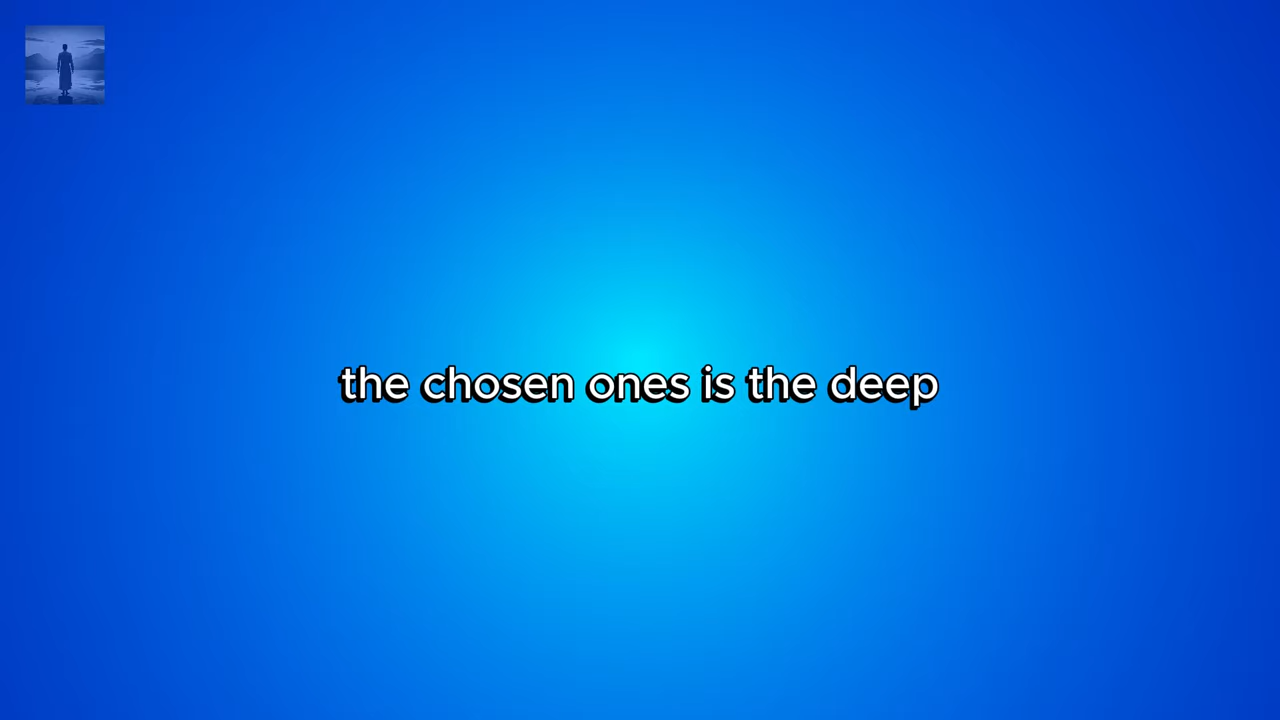 the chosen ones is the deep